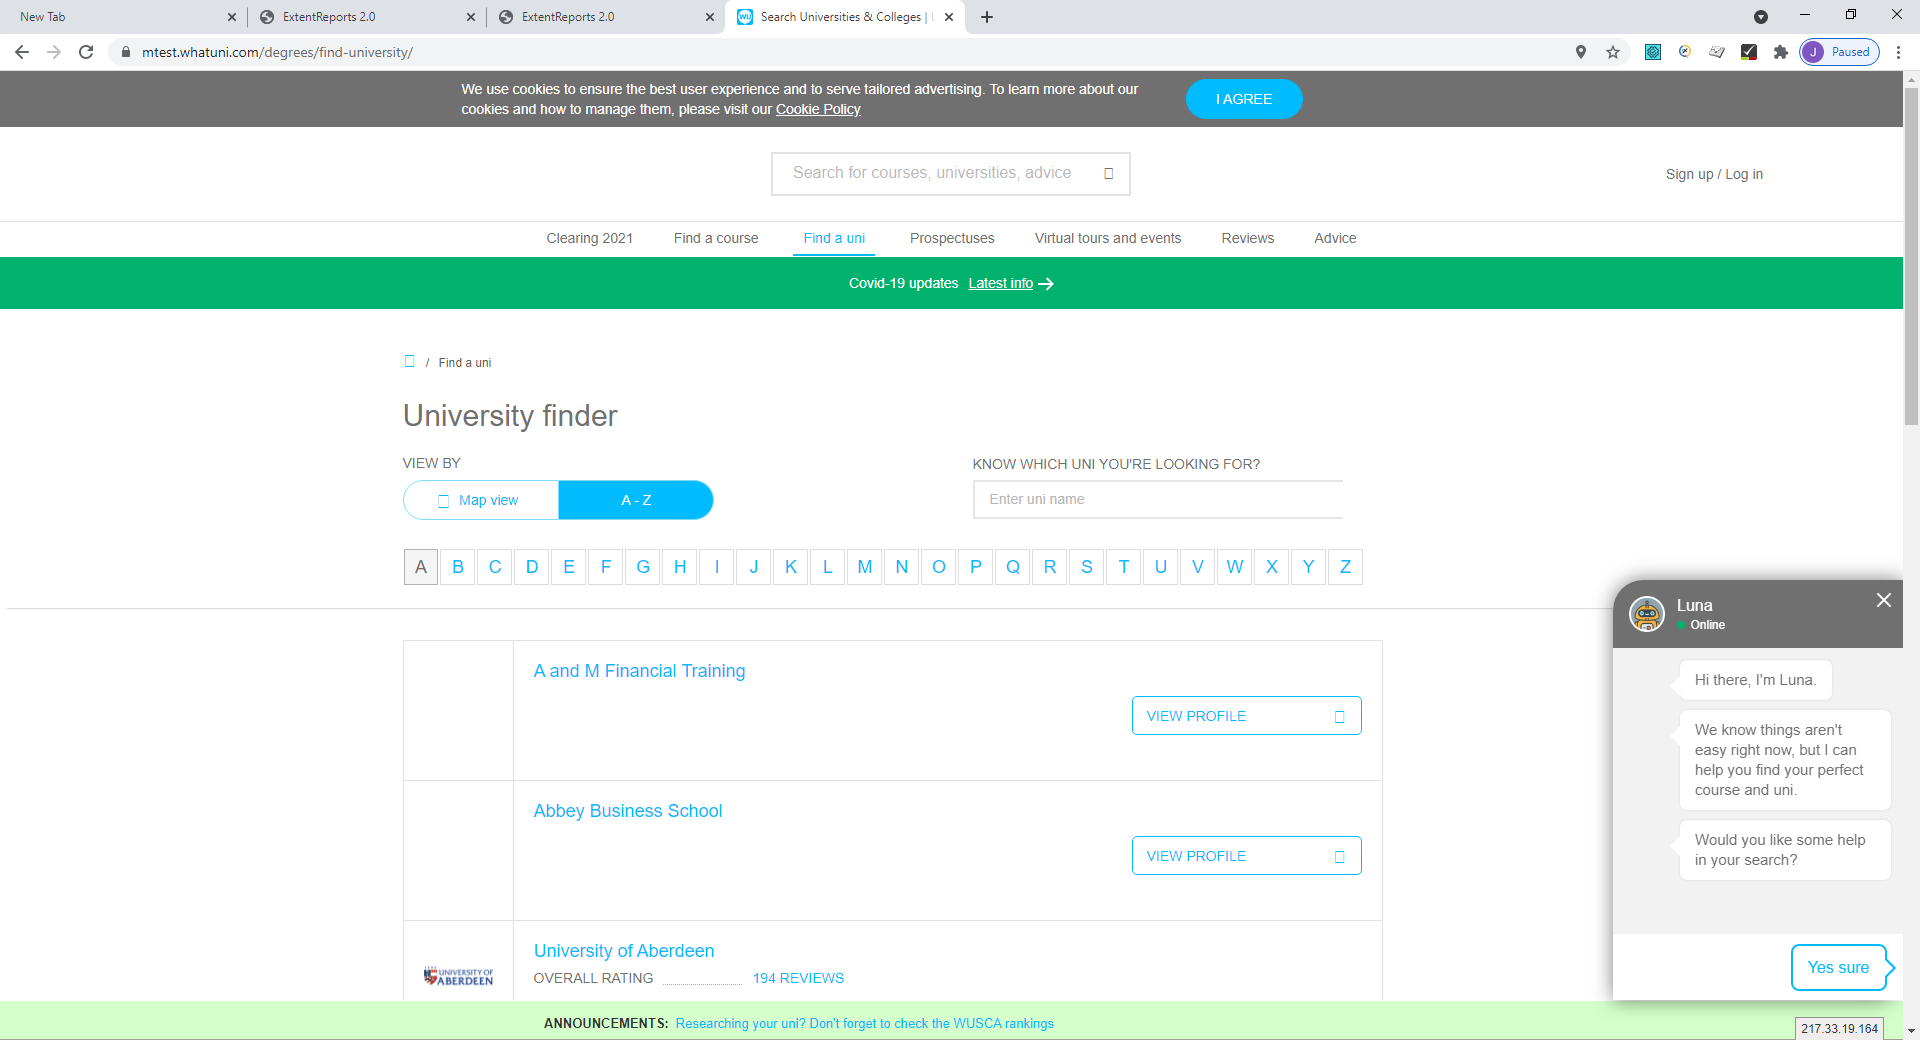 New Tab
ExtentReports 2.0
ExtentReports 2.0
Search Universities & Colleges |
mtest.whatuni.com/degrees/find-university/
J Paused
We use cookies to ensure the best user experience and to serve tailored advertising. To learn more about our
cookies and how to manage them, please visit our Cookie Policy
I AGREE
Search for courses, universities, advice
Sign up / Log in
Clearing 2021
Find a course
Find a uni
Prospectuses
Virtual tours and events
Reviews
Advice
Covid-19 updates Latest info
/ Find a uni
University finder
VIEW BY
Map view
A - Z
KNOW WHICH UNI YOU'RE LOOKING FOR?
Enter uni name
A B C D E F G H I J K L M N O P Q R S T U V W X Y Z
A and M Financial Training
VIEW PROFILE
Abbey Business School
VIEW PROFILE
UNIVERSITY OF
ABERDEEN
University of Aberdeen
OVERALL RATING
194 REVIEWS
Luna
Online
Hi there, I'm Luna.
We know things aren't
easy right now, but I can
help you find your perfect
course and uni.
Would you like some help
in your search?
Yes sure
ANNOUNCEMENTS: Researching your uni? Don't forget to check the WUSCA rankings
217.33.19.164